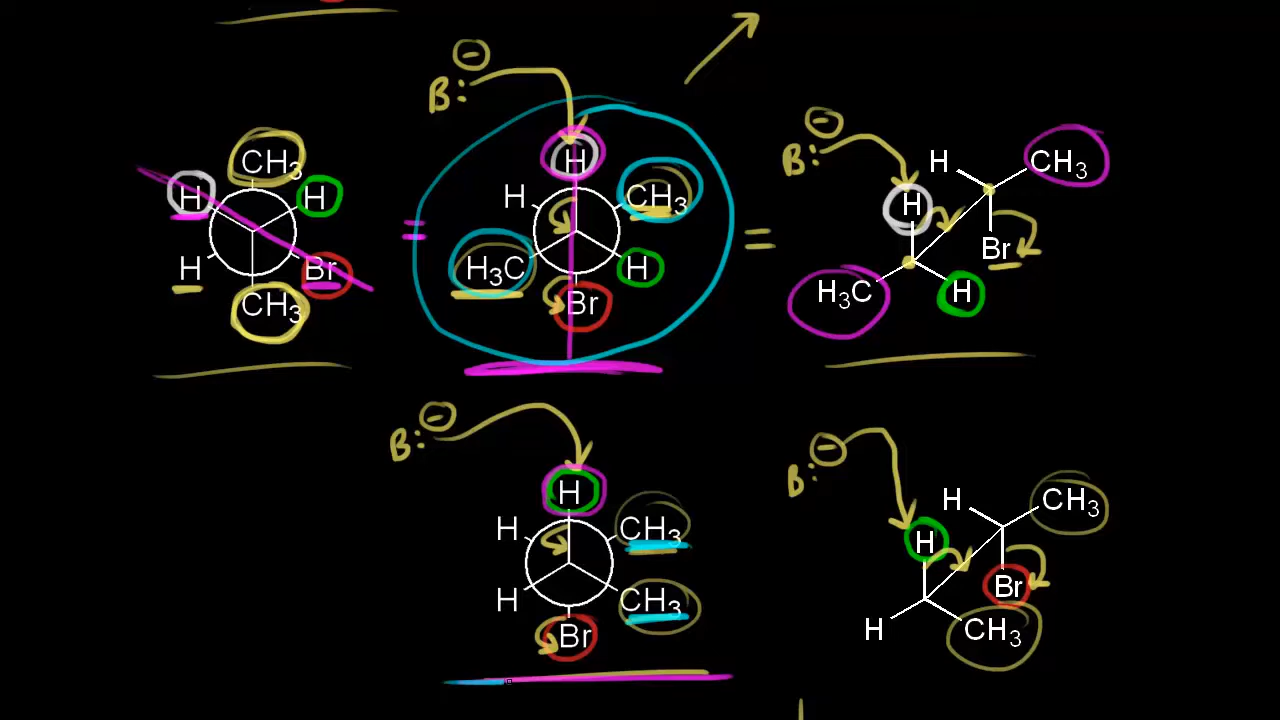 B:⊖
B:⊖
CH3 H CH3 = H CH3
H H H H
= H
H Br H3C H = Br
CH3 Br H3C H
B:⊖
B:⊖
H H CH3
H CH3 H
Br
H CH3
Br H CH3